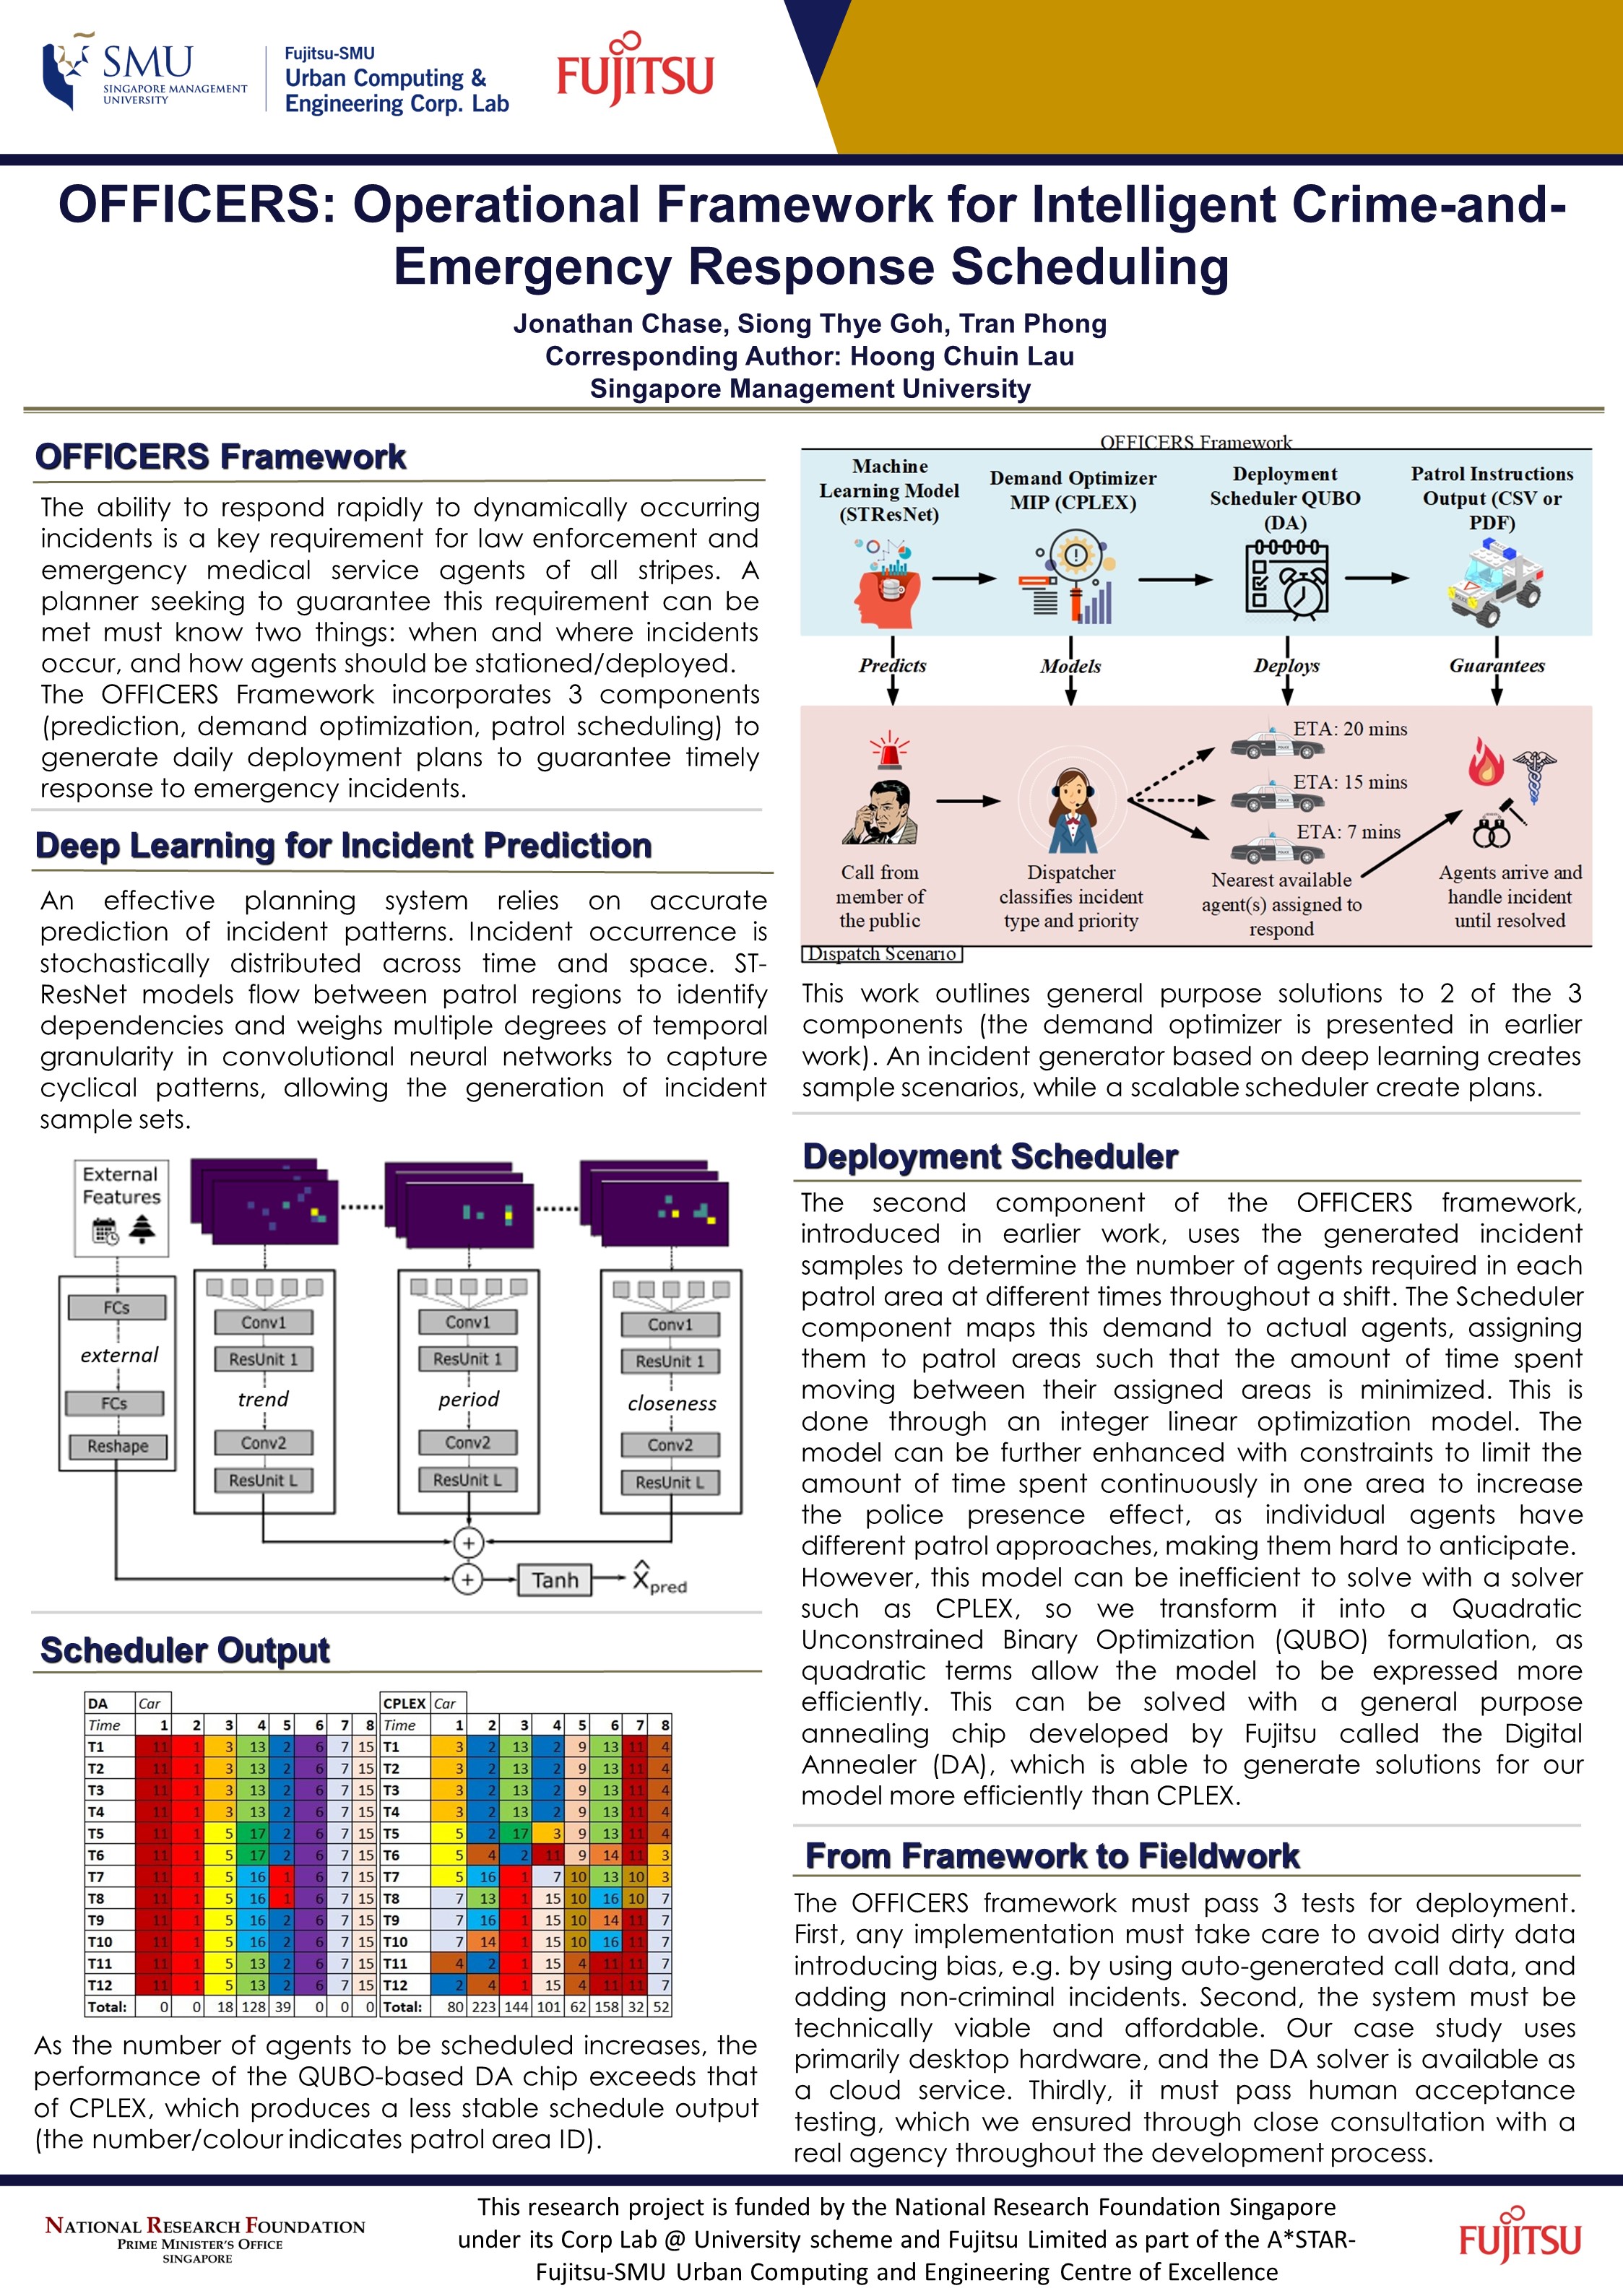 SMU
SINGAPORE MANAGEMENT
UNIVERSITY
Fujitsu-SMU
Urban Computing &
Engineering Corp. Lab
FUJITSU
OFFICERS: Operational Framework for Intelligent Crime-and-
Emergency Response Scheduling
Jonathan Chase, Siong Thye Goh, Tran Phong
Corresponding Author: Hoong Chuin Lau
Singapore Management University
OFFICERS Framework
The ability to respond rapidly to dynamically occurring
incidents is a key requirement for law enforcement and
emergency medical service agents of all stripes. A
planner seeking to guarantee this requirement can be
met must know two things: when and where incidents
occur, and how agents should be stationed/deployed.
The OFFICERS Framework incorporates 3 components
(prediction, demand optimization, patrol scheduling) to
generate daily deployment plans to guarantee timely
response to emergency incidents.
Deep Learning for Incident Prediction
An effective planning system relies on accurate
prediction of incident patterns. Incident occurrence is
stochastically distributed across time and space. ST-
ResNet models flow between patrol regions to identify
dependencies and weighs multiple degrees of temporal
granularity in convolutional neural networks to capture
cyclical patterns, allowing the generation of incident
sample sets.
External
Features
FCs
external
FCs
Reshape
Conv1
ResUnit 1
trend
Conv2
ResUnit L
Conv1
ResUnit 1
period
Conv2
ResUnit L
Conv1
ResUnit 1
closeness
Conv2
ResUnit L
+
+
Tanh
X̂pred
Scheduler Output
DA Car
Time 1 2 3 4 5 6 7 8
T1 11 1 3 13 2 6 7 15
T2 11 1 3 13 2 6 7 15
T3 11 1 3 13 2 6 7 15
T4 11 1 3 13 2 6 7 15
T5 11 1 5 17 2 6 7 15
T6 11 1 5 17 2 6 7 15
T7 11 1 5 16 1 6 7 15
T8 11 1 5 16 1 6 7 15
T9 11 1 5 16 2 6 7 15
T10 11 1 5 16 2 6 7 15
T11 11 1 5 13 2 6 7 15
T12 11 1 5 13 2 6 7 15
Total: 0 0 18 128 39 0 0 0
CPLEX Car
Time 1 2 3 4 5 6 7 8
T1 3 2 13 2 9 13 11 4
T2 3 2 13 2 9 13 11 4
T3 3 2 13 2 9 13 11 4
T4 3 2 13 2 9 13 11 4
T5 5 2 17 3 9 13 11 4
T6 5 4 2 11 9 14 11 3
T7 5 16 1 7 10 13 10 3
T8 7 13 1 15 10 16 10 7
T9 7 16 1 15 10 14 11 7
T10 7 14 1 15 10 16 11 7
T11 4 2 1 15 4 11 11 7
T12 2 4 1 15 4 11 11 7
Total: 80 223 144 101 62 158 32 52
As the number of agents to be scheduled increases, the
performance of the QUBO-based DA chip exceeds that
of CPLEX, which produces a less stable schedule output
(the number/colour indicates patrol area ID).
OFFICERS Framework
Machine
Learning Model
(STResNet)
Demand Optimizer
MIP (CPLEX)
Deployment
Scheduler QUBO
(DA)
Patrol Instructions
Output (CSV or
PDF)
Predicts
Models
Deploys
Guarantees
ETA: 20 mins
ETA: 15 mins
ETA: 7 mins
Call from
member of
the public
Dispatcher
classifies incident
type and priority
Nearest available
agent(s) assigned to
respond
Agents arrive and
handle incident
until resolved
Dispatch Scenario
This work outlines general purpose solutions to 2 of the 3
components (the demand optimizer is presented in earlier
work). An incident generator based on deep learning creates
sample scenarios, while a scalable scheduler create plans.
Deployment Scheduler
The second component of the OFFICERS framework,
introduced in earlier work, uses the generated incident
samples to determine the number of agents required in each
patrol area at different times throughout a shift. The Scheduler
component maps this demand to actual agents, assigning
them to patrol areas such that the amount of time spent
moving between their assigned areas is minimized. This is
done through an integer linear optimization model. The
model can be further enhanced with constraints to limit the
amount of time spent continuously in one area to increase
the police presence effect, as individual agents have
different patrol approaches, making them hard to anticipate.
However, this model can be inefficient to solve with a solver
such as CPLEX, so we transform it into a Quadratic
Unconstrained Binary Optimization (QUBO) formulation, as
quadratic terms allow the model to be expressed more
efficiently. This can be solved with a general purpose
annealing chip developed by Fujitsu called the Digital
Annealer (DA), which is able to generate solutions for our
model more efficiently than CPLEX.
From Framework to Fieldwork
The OFFICERS framework must pass 3 tests for deployment.
First, any implementation must take care to avoid dirty data
introducing bias, e.g. by using auto-generated call data, and
adding non-criminal incidents. Second, the system must be
technically viable and affordable. Our case study uses
primarily desktop hardware, and the DA solver is available as
a cloud service. Thirdly, it must pass human acceptance
testing, which we ensured through close consultation with a
real agency throughout the development process.
NATIONAL RESEARCH FOUNDATION
PRIME MINISTER'S OFFICE
SINGAPORE
This research project is funded by the National Research Foundation Singapore
under its Corp Lab @ University scheme and Fujitsu Limited as part of the A*STAR-
Fujitsu-SMU Urban Computing and Engineering Centre of Excellence
FUJITSU